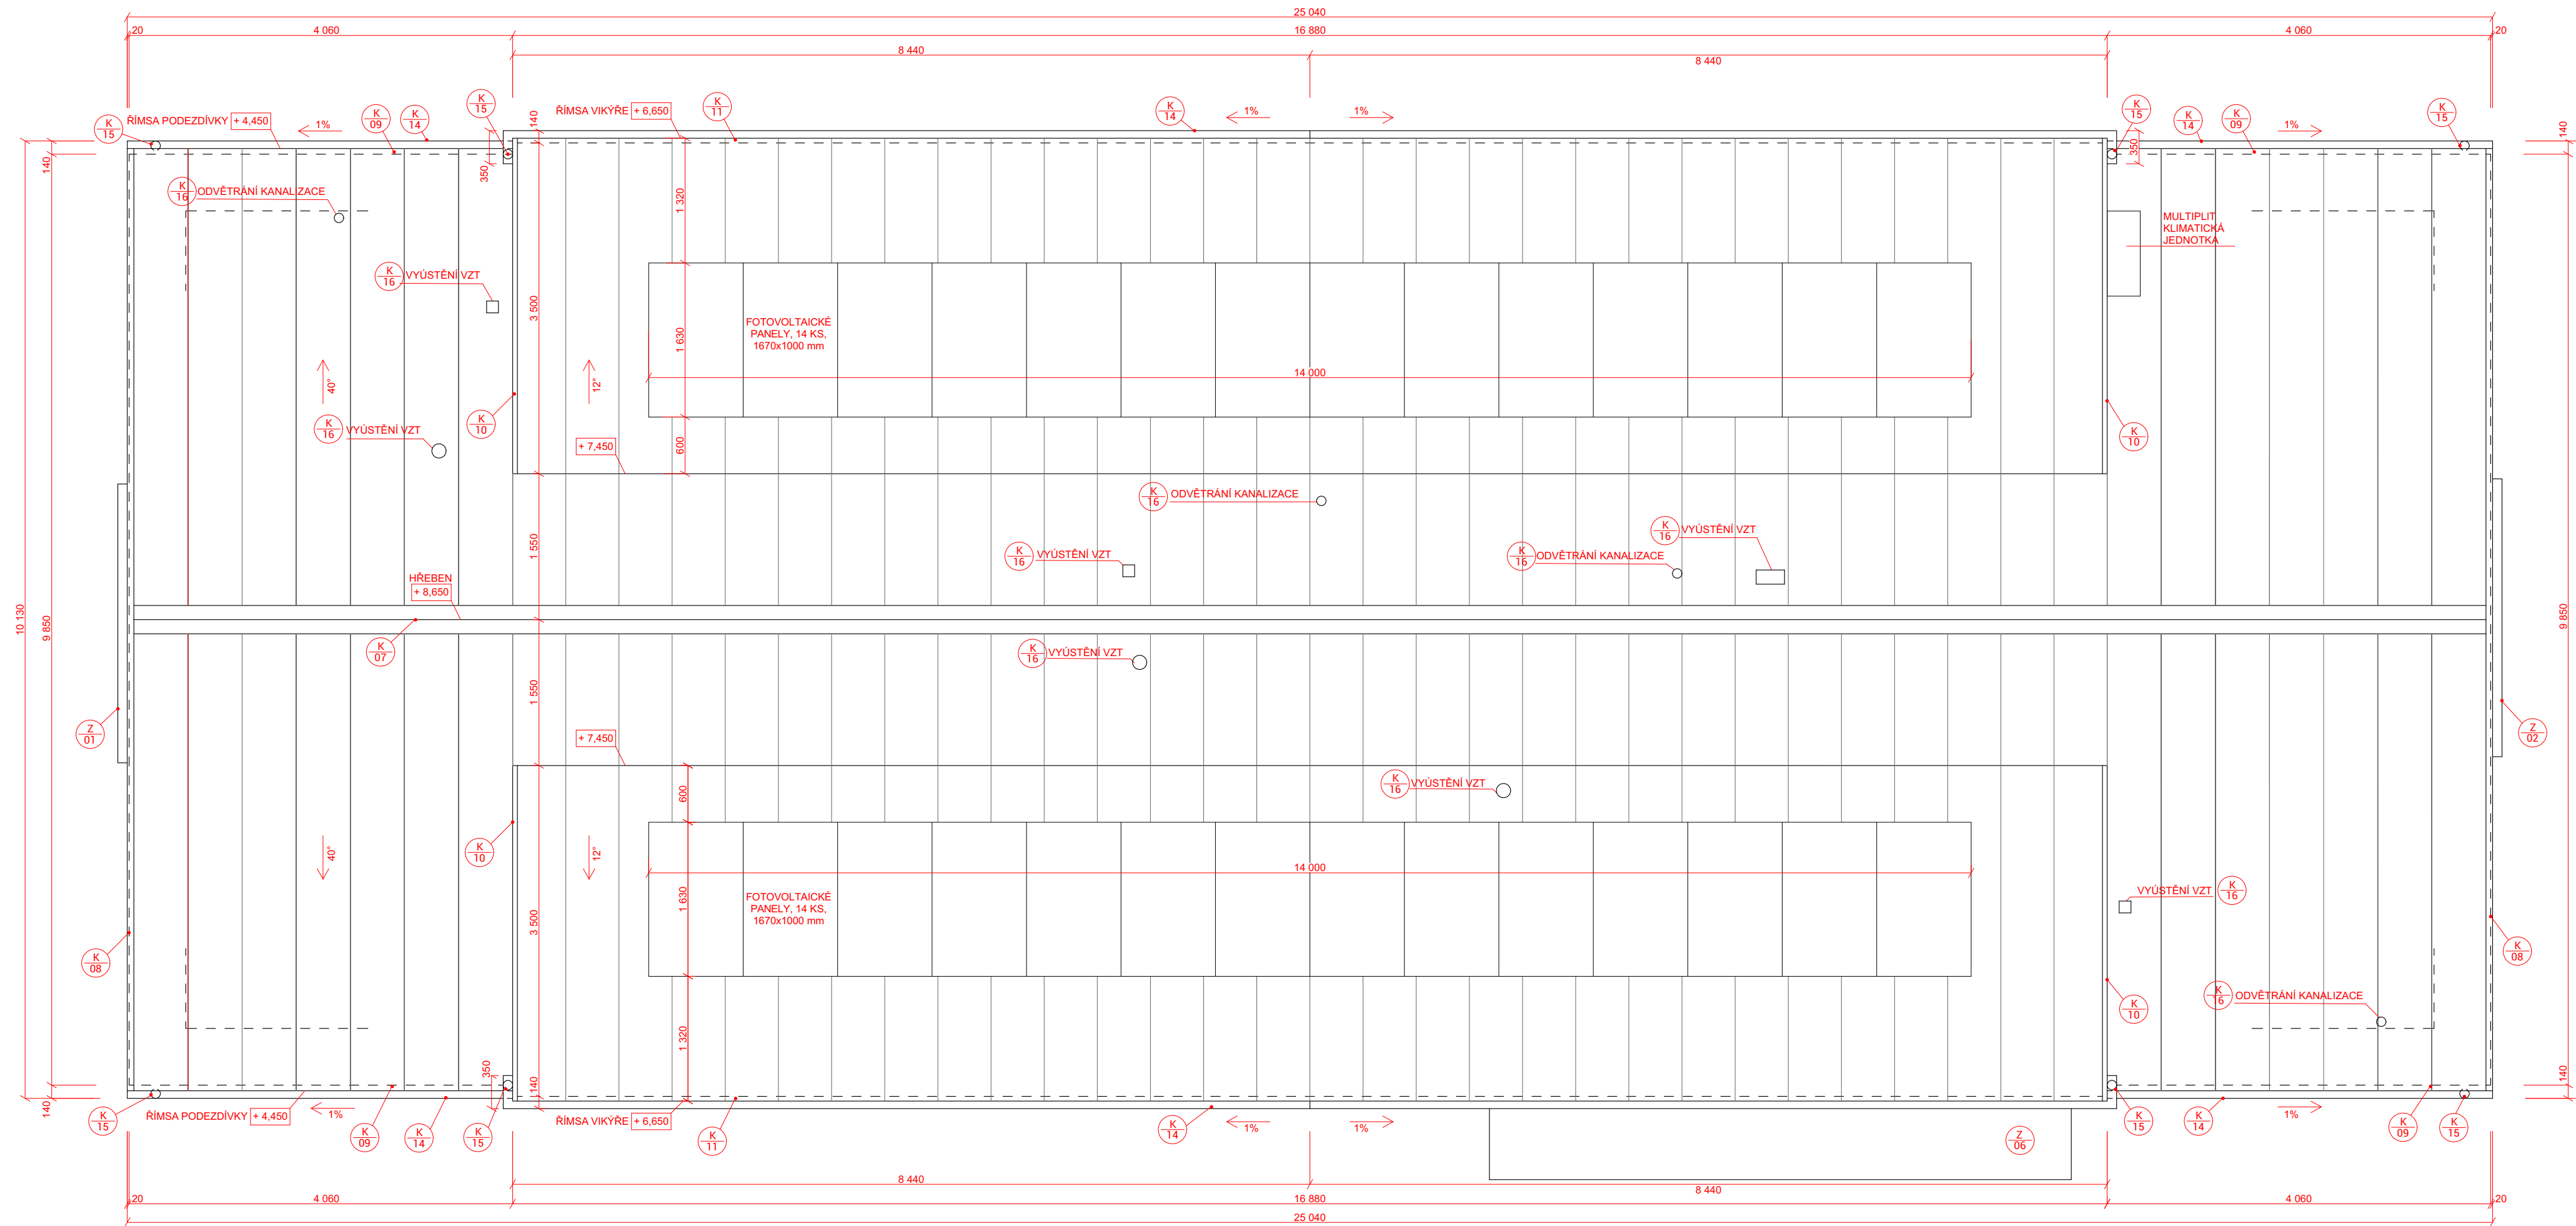 25 040
20
4 060
16 880
4 060
20
8 440
8 440
K
15
ŘÍMSA PODEZDÍVKY + 4,450
1%
K
09
K
14
K
15
ŘÍMSA VIKÝŘE + 6,650
140
K
11
K
14
1%
1%
K
15
K
14
K
09
1%
K
15
140
140
350
350
K
16
ODVĚTRÁNÍ KANALIZACE
1 320
MULTIPLIT
KLIMATICKÁ
JEDNOTKA
K
16
VYÚSTĚNÍ VZT
3 500
FOTOVOLTAICKÉ
PANELY, 14 KS,
1670x1000 mm
1 630
14 000
40°
12°
K
10
K
16
VYÚSTĚNÍ VZT
+ 7,450
600
K
10
K
16
ODVĚTRÁNÍ KANALIZACE
1 550
K
16
VYÚSTĚNÍ VZT
K
16
ODVĚTRÁNÍ KANALIZACE
K
16
VYÚSTĚNÍ VZT
HŘEBEN
+ 8,650
10 130
9 850
9 850
K
07
K
16
VYÚSTĚNÍ VZT
1 550
Z
01
+ 7,450
Z
02
600
K
16
VYÚSTĚNÍ VZT
40°
K
10
12°
14 000
FOTOVOLTAICKÉ
PANELY, 14 KS,
1670x1000 mm
1 630
3 500
VYÚSTĚNÍ VZT
K
16
K
08
K
08
K
16
ODVĚTRÁNÍ KANALIZACE
K
10
1 320
350
140
140
140
K
15
ŘÍMSA PODEZDÍVKY + 4,450
1%
K
09
K
14
K
15
ŘÍMSA VIKÝŘE + 6,650
K
11
K
14
1%
1%
Z
06
K
15
K
14
1%
K
09
K
15
8 440
8 440
20
4 060
16 880
4 060
20
25 040